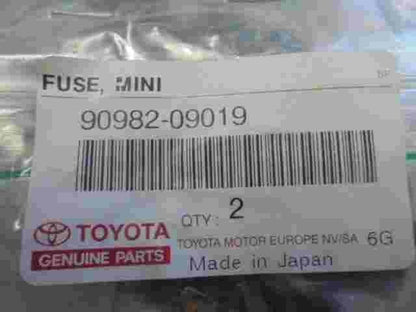 FUSE, MINI
90982-09019
QTY: 2
TOYOTA
GENUINE PARTS
TOYOTA MOTOR EUROPE NV/SA 6G
Made in Japan